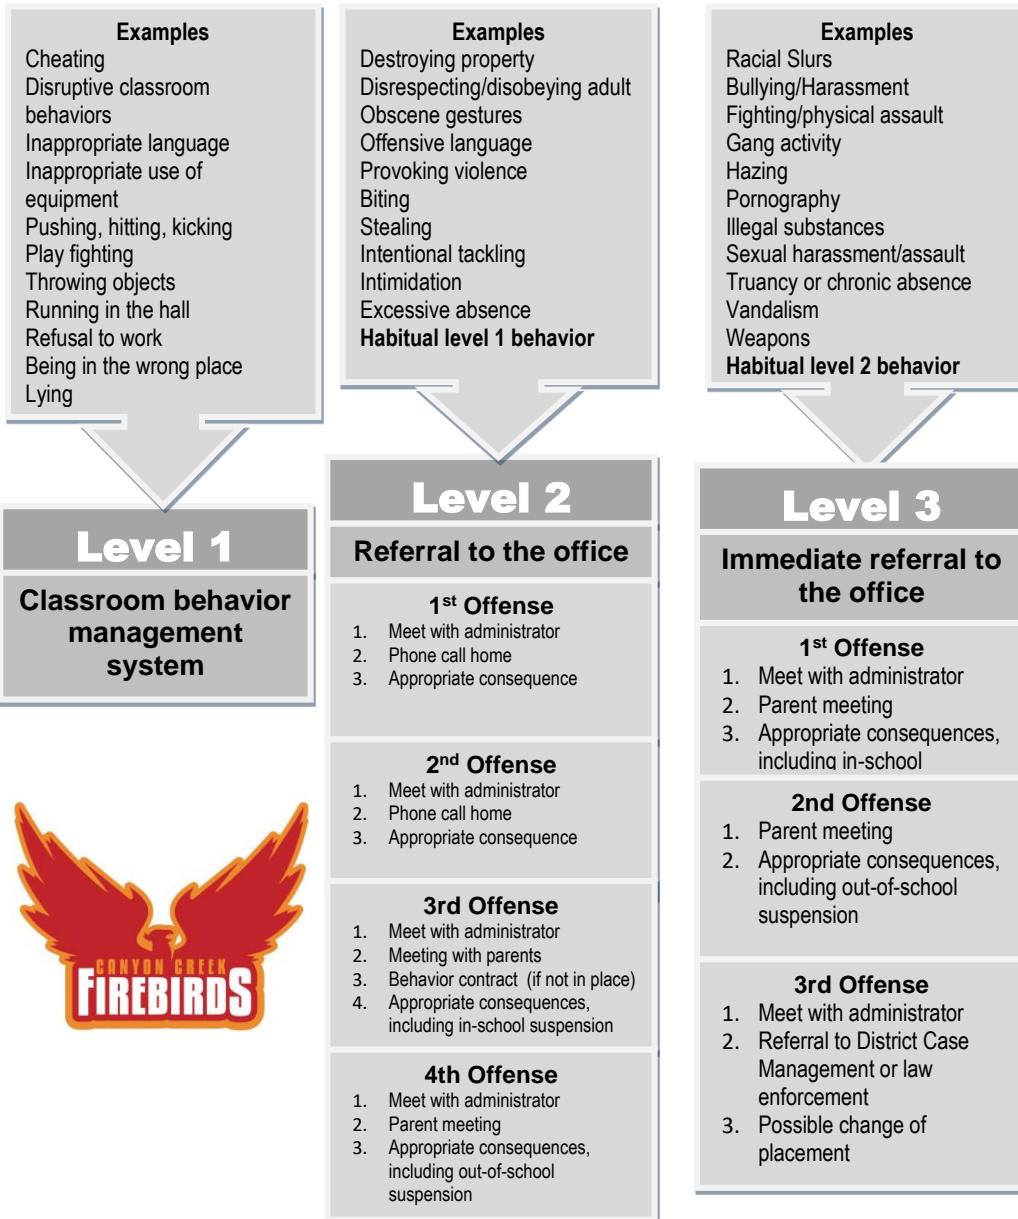 Examples
Cheating
Disruptive classroom
behaviors
Inappropriate language
Inappropriate use of
equipment
Pushing, hitting, kicking
Play fighting
Throwing objects
Running in the hall
Refusal to work
Being in the wrong place
Lying
Level 1
Classroom behavior
management
system
CANYON CREEK
FIREBIRDS
Examples
Destroying property
Disrespecting/disobeying adult
Obscene gestures
Offensive language
Provoking violence
Biting
Stealing
Intentional tackling
Intimidation
Excessive absence
Habitual level 1 behavior
Level 2
Referral to the office
1st Offense
1. Meet with administrator
2. Phone call home
3. Appropriate consequence
2nd Offense
1. Meet with administrator
2. Phone call home
3. Appropriate consequence
3rd Offense
1. Meet with administrator
2. Meeting with parents
3. Behavior contract (if not in place)
4. Appropriate consequences,
including in-school suspension
4th Offense
1. Meet with administrator
2. Parent meeting
3. Appropriate consequences,
including out-of-school
suspension
Examples
Racial Slurs
Bullying/Harassment
Fighting/physical assault
Gang activity
Hazing
Pornography
Illegal substances
Sexual harassment/assault
Truancy or chronic absence
Vandalism
Weapons
Habitual level 2 behavior
Level 3
Immediate referral to
the office
1st Offense
1. Meet with administrator
2. Parent meeting
3. Appropriate consequences,
including in-school
2nd Offense
1. Parent meeting
2. Appropriate consequences,
including out-of-school
suspension
3rd Offense
1. Meet with administrator
2. Referral to District Case
Management or law
enforcement
3. Possible change of
placement